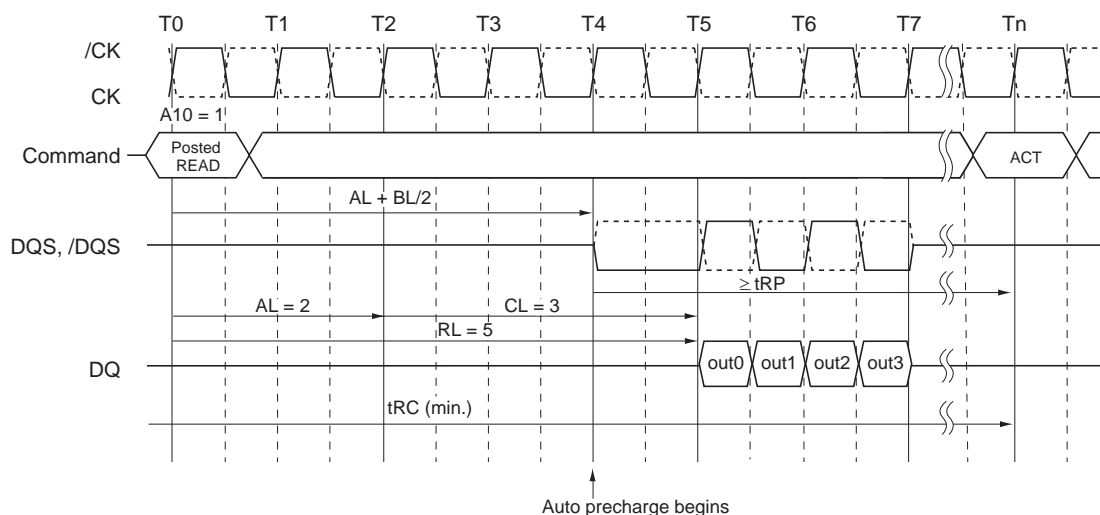 T0 T1 T2 T3 T4 T5 T6 T7 Tn
/CK
CK
A10 = 1
Command
Posted
READ
ACT
AL + BL/2
DQS, /DQS
≥ tRP
AL = 2
CL = 3
RL = 5
DQ
out0 out1 out2 out3
tRC (min.)
Auto precharge begins